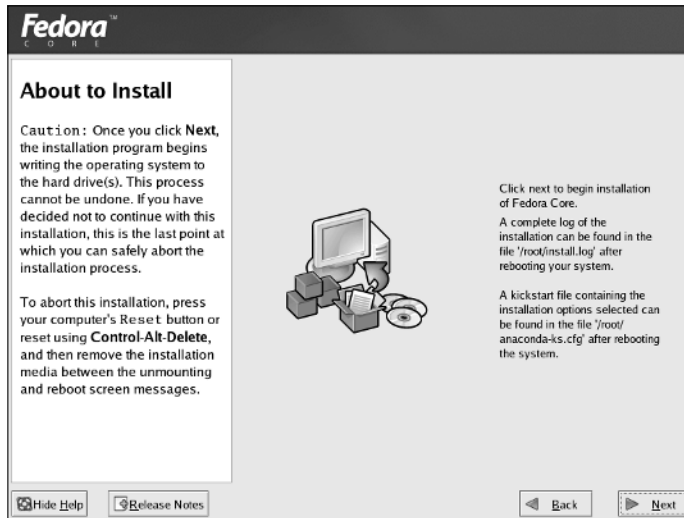 Fedora™
CORE
About to Install
Caution: Once you click Next,
the installation program begins
writing the operating system to
the hard drive(s). This process
cannot be undone. If you have
decided not to continue with this
installation, this is the last point at
which you can safely abort the
installation process.
To abort this installation, press
your computer's Reset button or
reset using Control-Alt-Delete,
and then remove the installation
media between the unmounting
and reboot screen messages.
Click next to begin installation
of Fedora Core.
A complete log of the
installation can be found in the
file '/root/install.log' after
rebooting your system.
A kickstart file containing the
installation options selected can
be found in the file '/root/
anaconda-ks.cfg' after rebooting
the system.
Hide Help
Release Notes
Back
Next